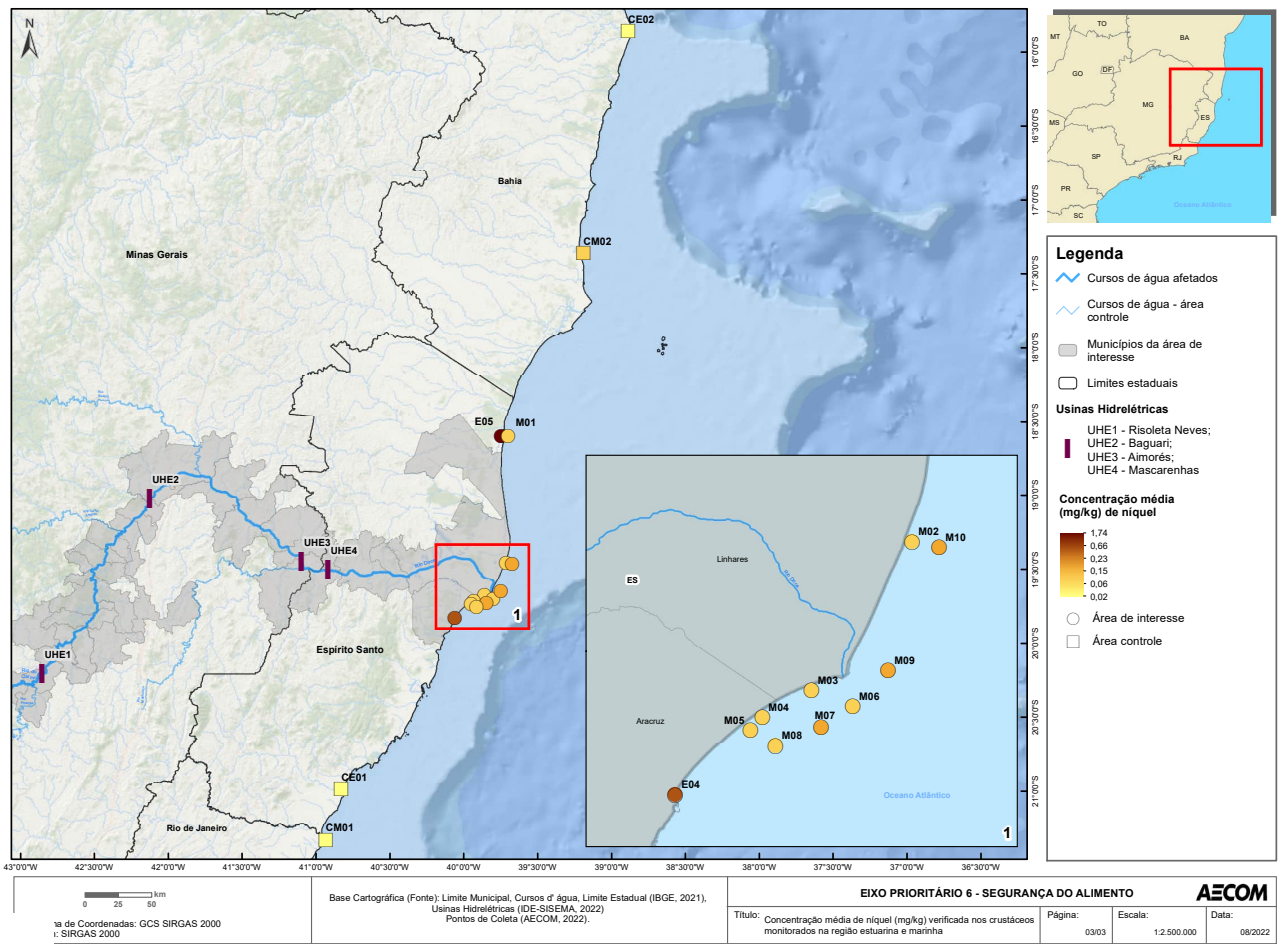 N
CE02
Bahia
CM02
Minas Gerais
E05
M01
UHE2
UHE3
UHE4
Rio Doce
1
UHE1
Espírito Santo
CE01
Rio de Janeiro
CM01
16°0'0"S
16°30'0"S
17°0'0"S
17°30'0"S
18°0'0"S
18°30'0"S
19°0'0"S
19°30'0"S
20°0'0"S
20°30'0"S
21°0'0"S
43°0'0"W
42°30'0"W
42°0'0"W
41°30'0"W
41°0'0"W
40°30'0"W
40°0'0"W
39°30'0"W
39°0'0"W
38°30'0"W
38°0'0"W
37°30'0"W
37°0'0"W
36°30'0"W
M02
M10
Linhares
ES
Rio Doce
M09
M03
M06
M04
Aracruz
M05
M07
M08
E04
Oceano Atlântico
1
TO
MT
BA
GO
DF
MG
MS
ES
SP
RJ
PR
SC
Oceano Atlântico
Legenda
Cursos de água afetados
Cursos de água - área
controle
Municípios da área de
interesse
Limites estaduais
Usinas Hidrelétricas
UHE1 - Risoleta Neves;
UHE2 - Baguari;
UHE3 - Aimorés;
UHE4 - Mascarenhas
Concentração média
(mg/kg) de níquel
1,74
0,66
0,23
0,15
0,06
0,02
Área de interesse
Área controle
km
0 25 50
na de Coordenadas: GCS SIRGAS 2000
: SIRGAS 2000
Base Cartográfica (Fonte): Limite Municipal, Cursos d' água, Limite Estadual (IBGE, 2021),
Usinas Hidrelétricas (IDE-SISEMA, 2022)
Pontos de Coleta (AECOM, 2022).
EIXO PRIORITÁRIO 6 - SEGURANÇA DO ALIMENTO
AECOM
Título: Concentração média de níquel (mg/kg) verificada nos crustáceos
monitorados na região estuarina e marinha
Página:
03/03
Escala:
1:2.500.000
Data:
08/2022